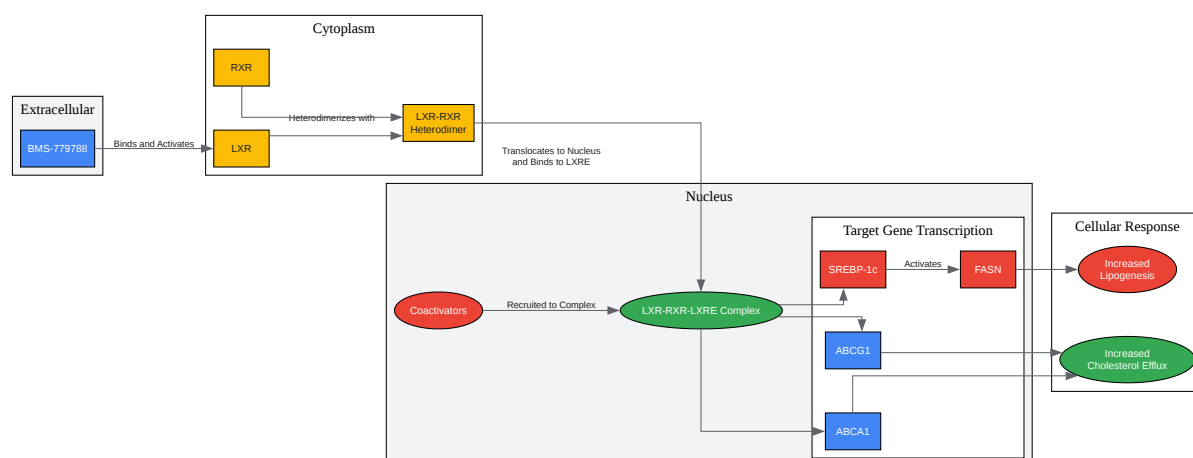 Cytoplasm
RXR
Extracellular
BMS-779788
Binds and Activates
LXR
Heterodimerizes with
LXR-RXR
Heterodimer
Translocates to Nucleus
and Binds to LXRE
Nucleus
Coactivators
Recruited to Complex
LXR-RXR-LXRE Complex
Target Gene Transcription
SREBP-1c
Activates
FASN
ABCG1
ABCA1
Cellular Response
Increased
Lipogenesis
Increased
Cholesterol Efflux